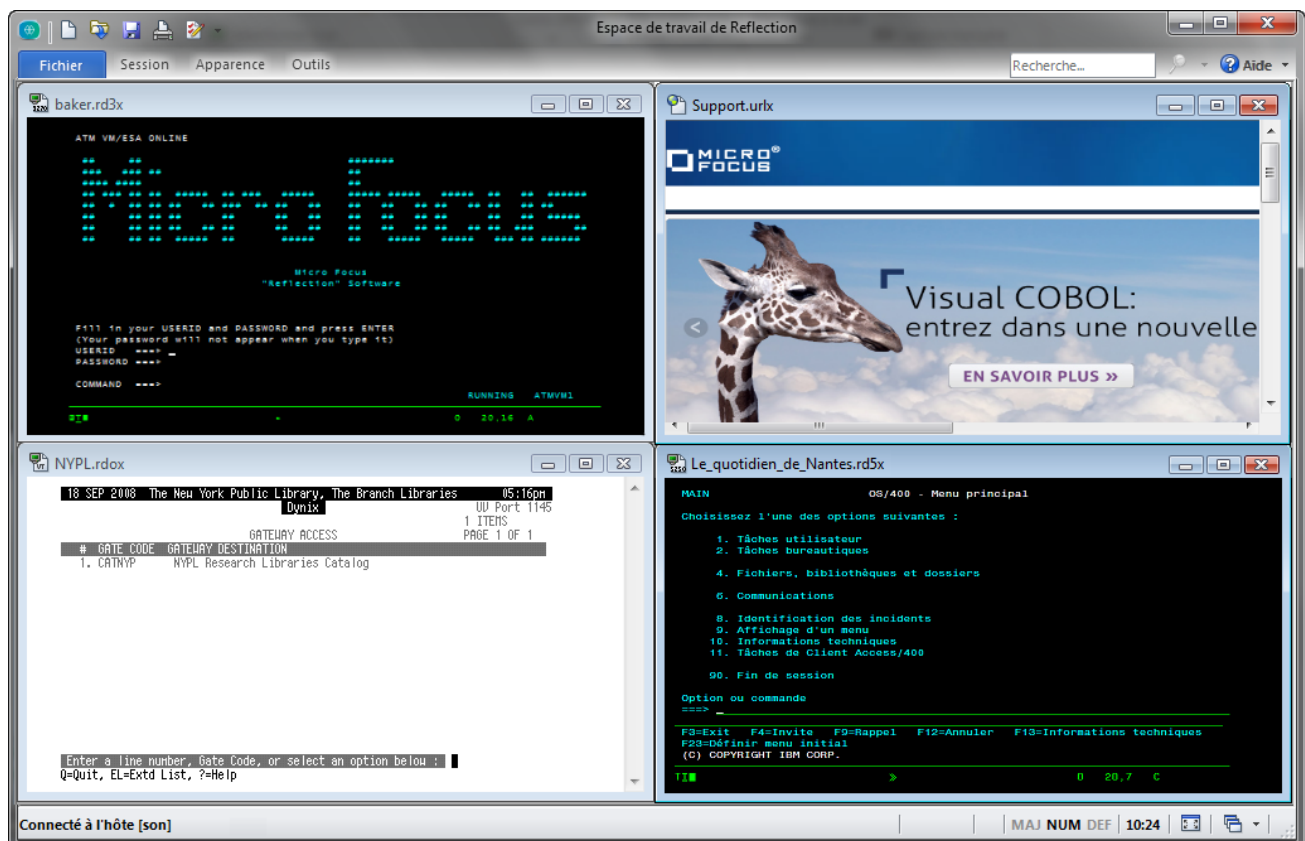 Espace de travail de Reflection
Fichier Session Apparence Outils Recherche... Aide
baker.rd3x
ATM VM/ESA ONLINE
Micro Focus
Micro Focus
"Reflection" Software
Fill in your USERID and PASSWORD and press ENTER
(Your password will not appear when you type it)
USERID ===>
PASSWORD ===>
COMMAND ===>
RUNNING ATMVM1
O 20.16 A
Support.urlx
MICRO®
FOCUS
Visual COBOL:
entrez dans une nouvelle
EN SAVOIR PLUS »
NYPL.rdox
18 SEP 2008 The New York Public Library, The Branch Libraries 05:16pm
Dynix UV Port 1145
1 ITEMS
GATEWAY ACCESS PAGE 1 OF 1
# GATE CODE GATEWAY DESTINATION
1. CATNYP NYPL Research Libraries Catalog
Enter a line number, Gate Code, or select an option below :
Q=Quit, EL=Extd List, ?=Help
Le_quotidien_de_Nantes.rd5x
MAIN OS/400 - Menu principal
Choisissez l'une des options suivantes :
1. Tâches utilisateur
2. Tâches bureautiques
4. Fichiers, bibliothèques et dossiers
6. Communications
8. Identification des incidents
9. Affichage d'un menu
10. Informations techniques
11. Tâches de Client Access/400
90. Fin de session
Option ou commande
===>
F3=Exit F4=Invite F9=Rappel F12=Annuler F13=Informations techniques
F23=Définir menu initial
(C) COPYRIGHT IBM CORP.
20,7 C
Connecté à l'hôte [son] MAJ NUM DEF 10:24